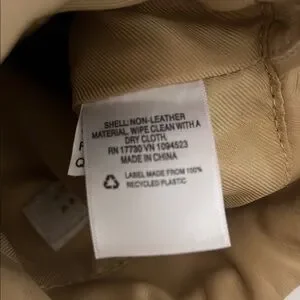 SHELL: NON-LEATHER
MATERIAL. WIPE CLEAN WITH A
DRY CLOTH.
RN 17730 VN 1094523
MADE IN CHINA
LABEL MADE FROM 100%
RECYCLED PLASTIC